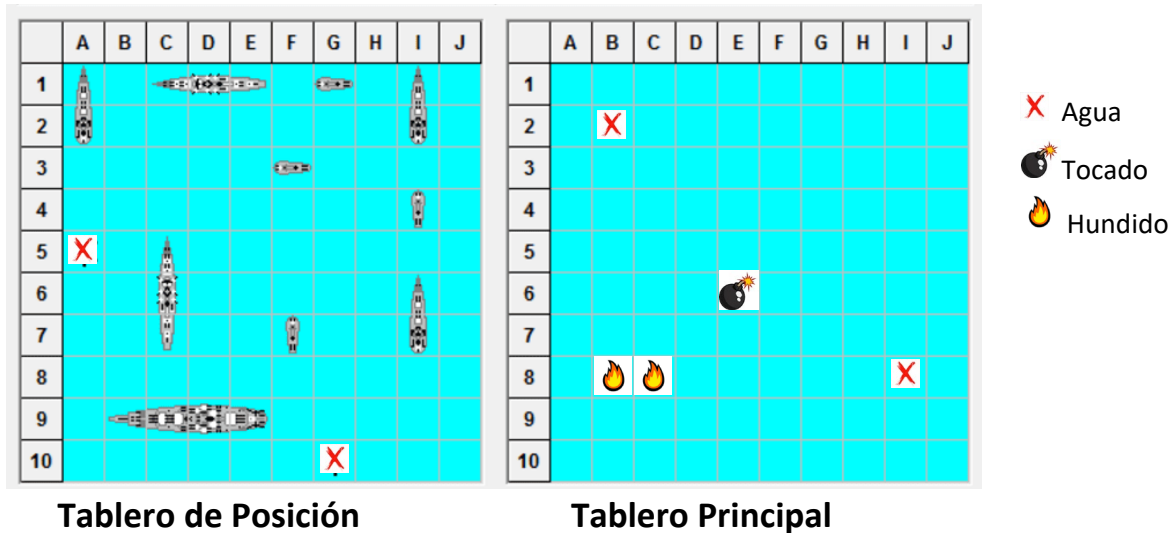 A B C D E F G H I J
1
2
3
4
5
6
7
8
9
10
A B C D E F G H I J
1
2
3
4
5
6
7
8
9
10
X Agua
Tocado
Hundido
Tablero de Posición
Tablero Principal